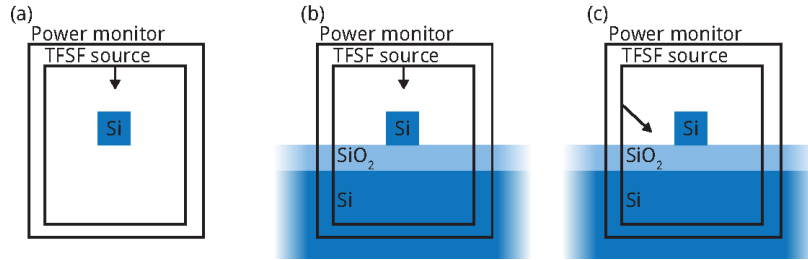 (a)
Power monitor
TFSF source
Si
(b)
Power monitor
TFSF source
Si
SiO₂
Si
(c)
Power monitor
TFSF source
Si
SiO₂
Si